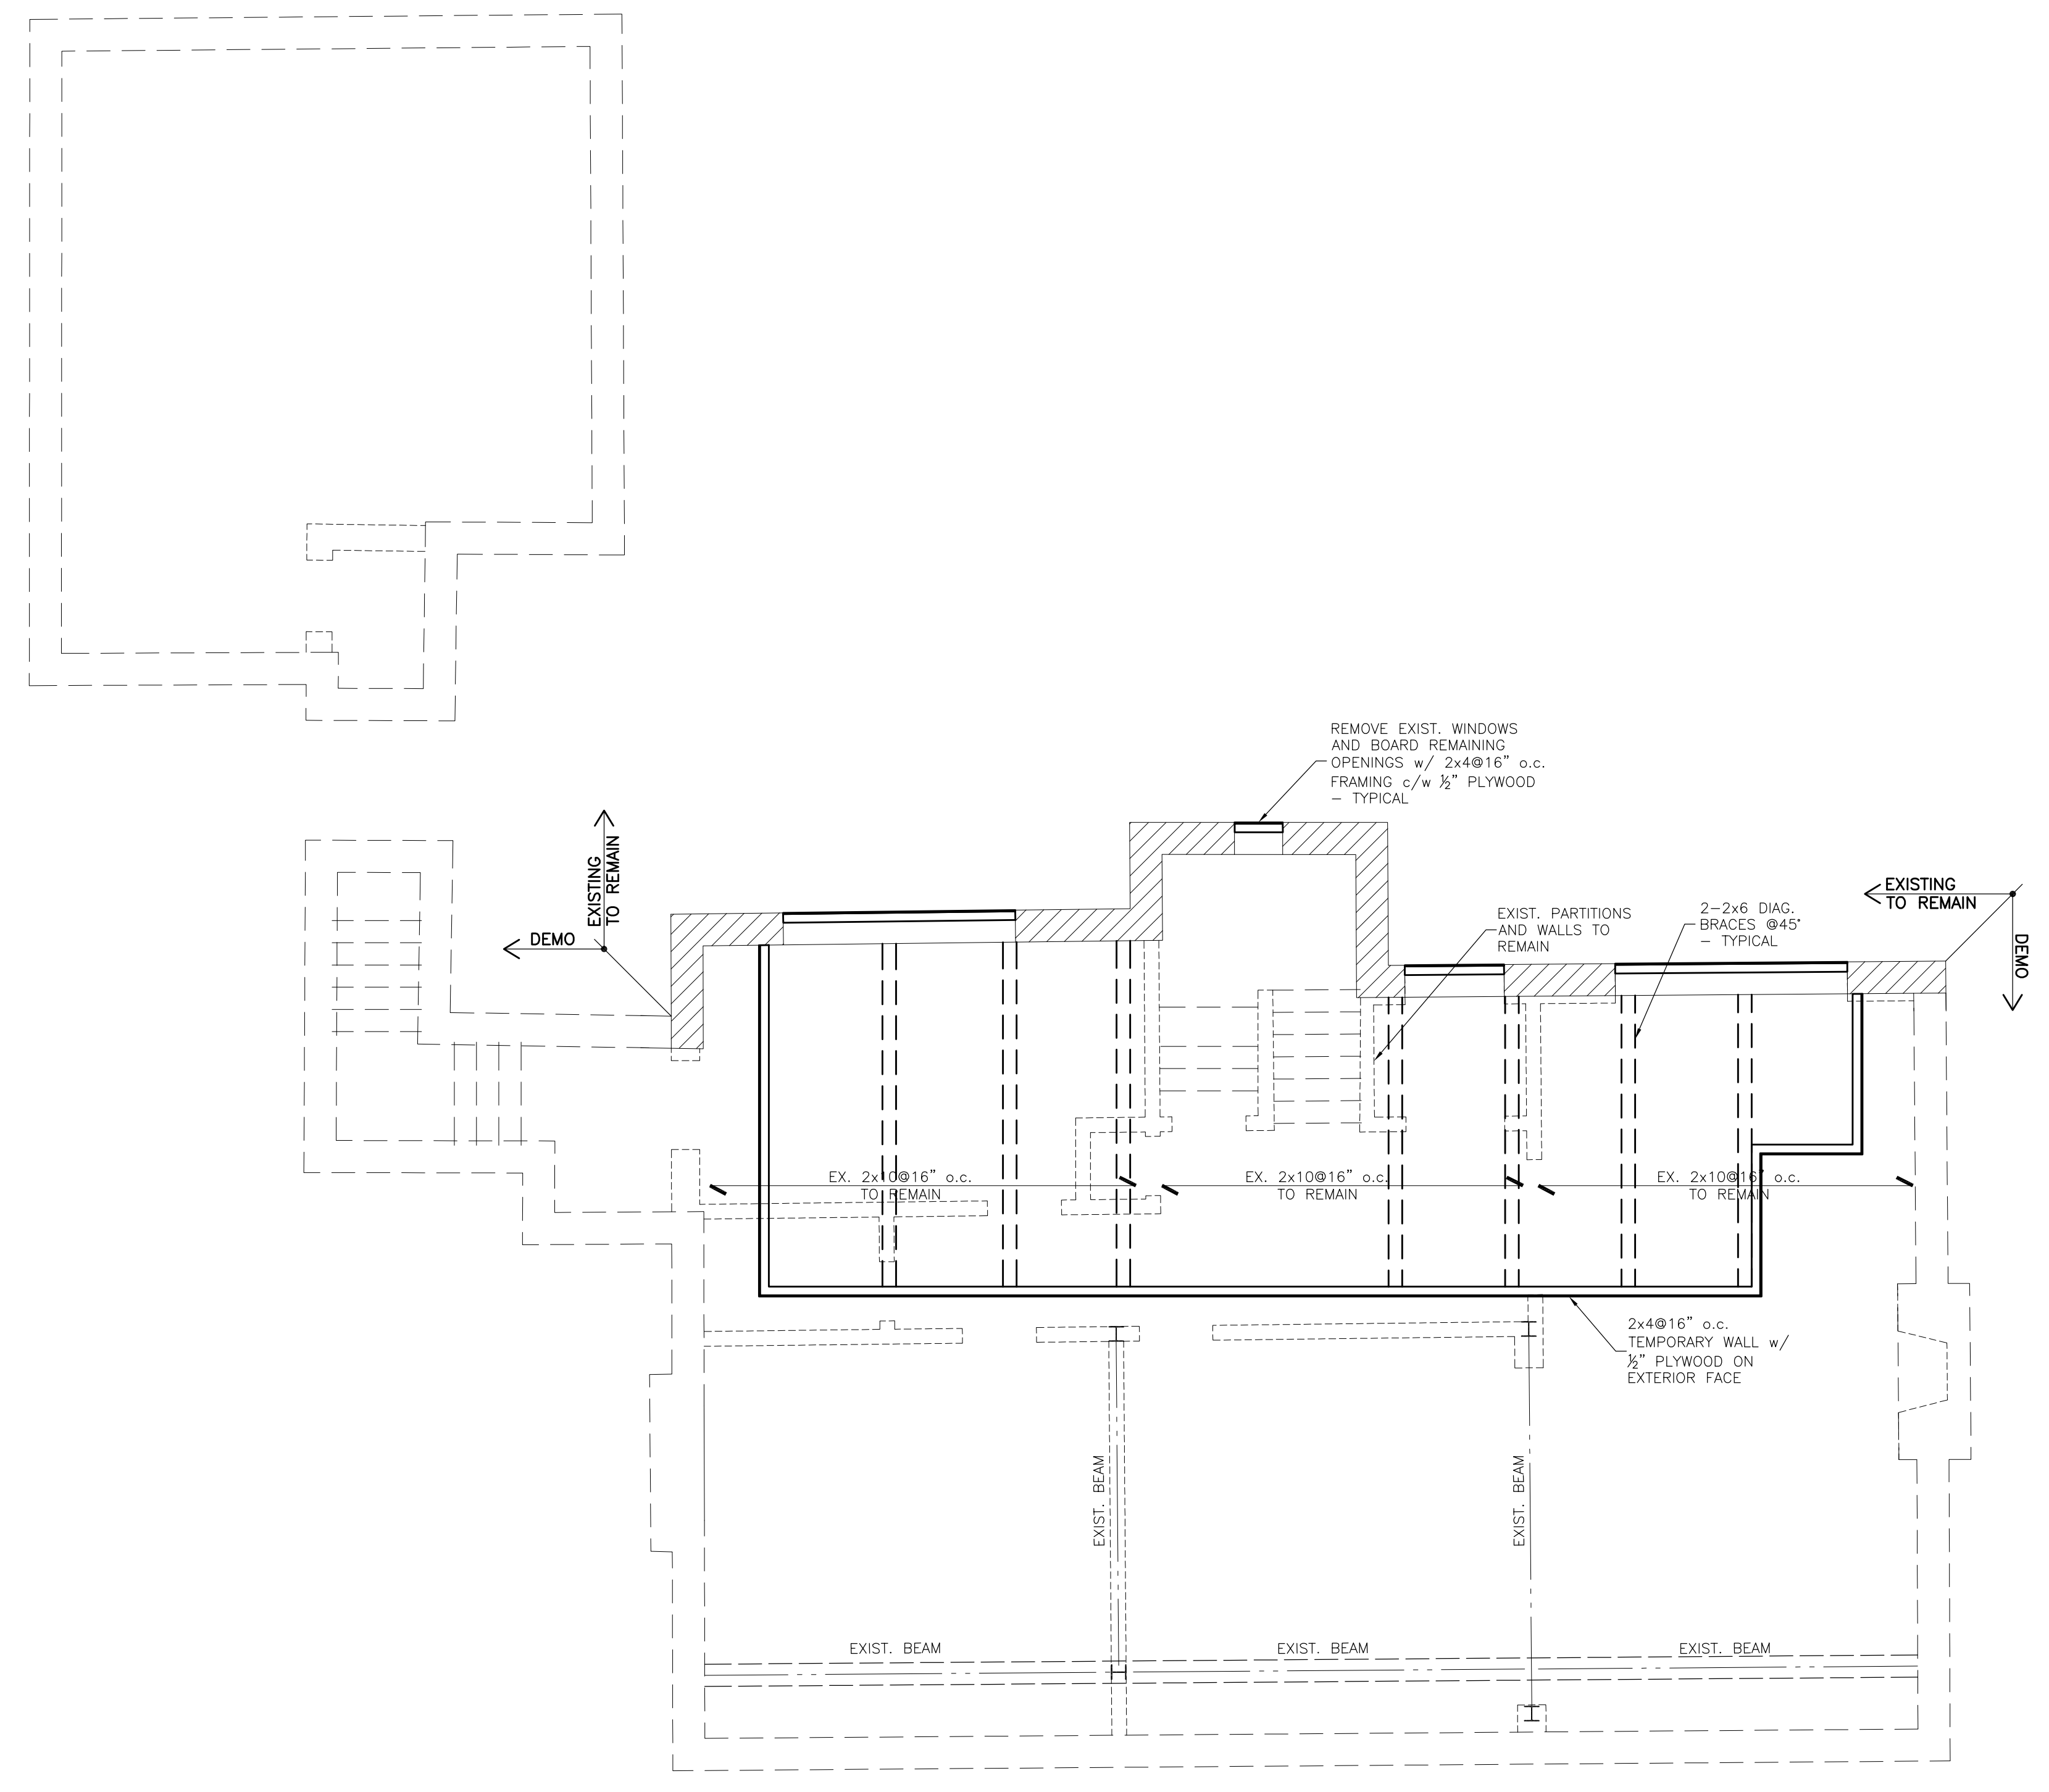 REMOVE EXIST. WINDOWS
AND BOARD REMAINING
OPENINGS w/ 2x4@16" o.c.
FRAMING c/w ½" PLYWOOD
- TYPICAL
EXISTING
TO REMAIN
DEMO
EXISTING
TO REMAIN
DEMO
EXIST. PARTITIONS
AND WALLS TO
REMAIN
2-2x6 DIAG.
BRACES @45°
- TYPICAL
EX. 2x10@16" o.c.
TO REMAIN
EX. 2x10@16" o.c.
TO REMAIN
EX. 2x10@16" o.c.
TO REMAIN
2x4@16" o.c.
TEMPORARY WALL w/
½" PLYWOOD ON
EXTERIOR FACE
EXIST. BEAM
EXIST. BEAM
EXIST. BEAM
EXIST. BEAM
EXIST. BEAM